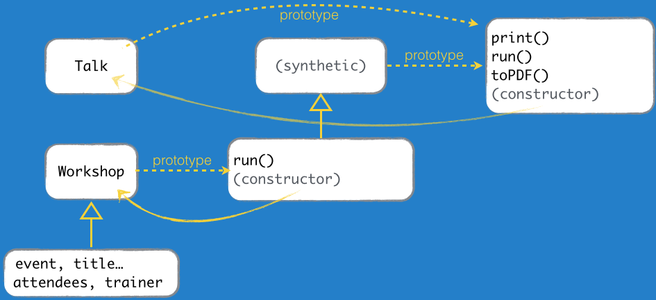 prototype
print()
run()
toPDF()
(constructor)
Talk
(synthetic)
prototype
Workshop
prototype
run()
(constructor)
event, title…
attendees, trainer